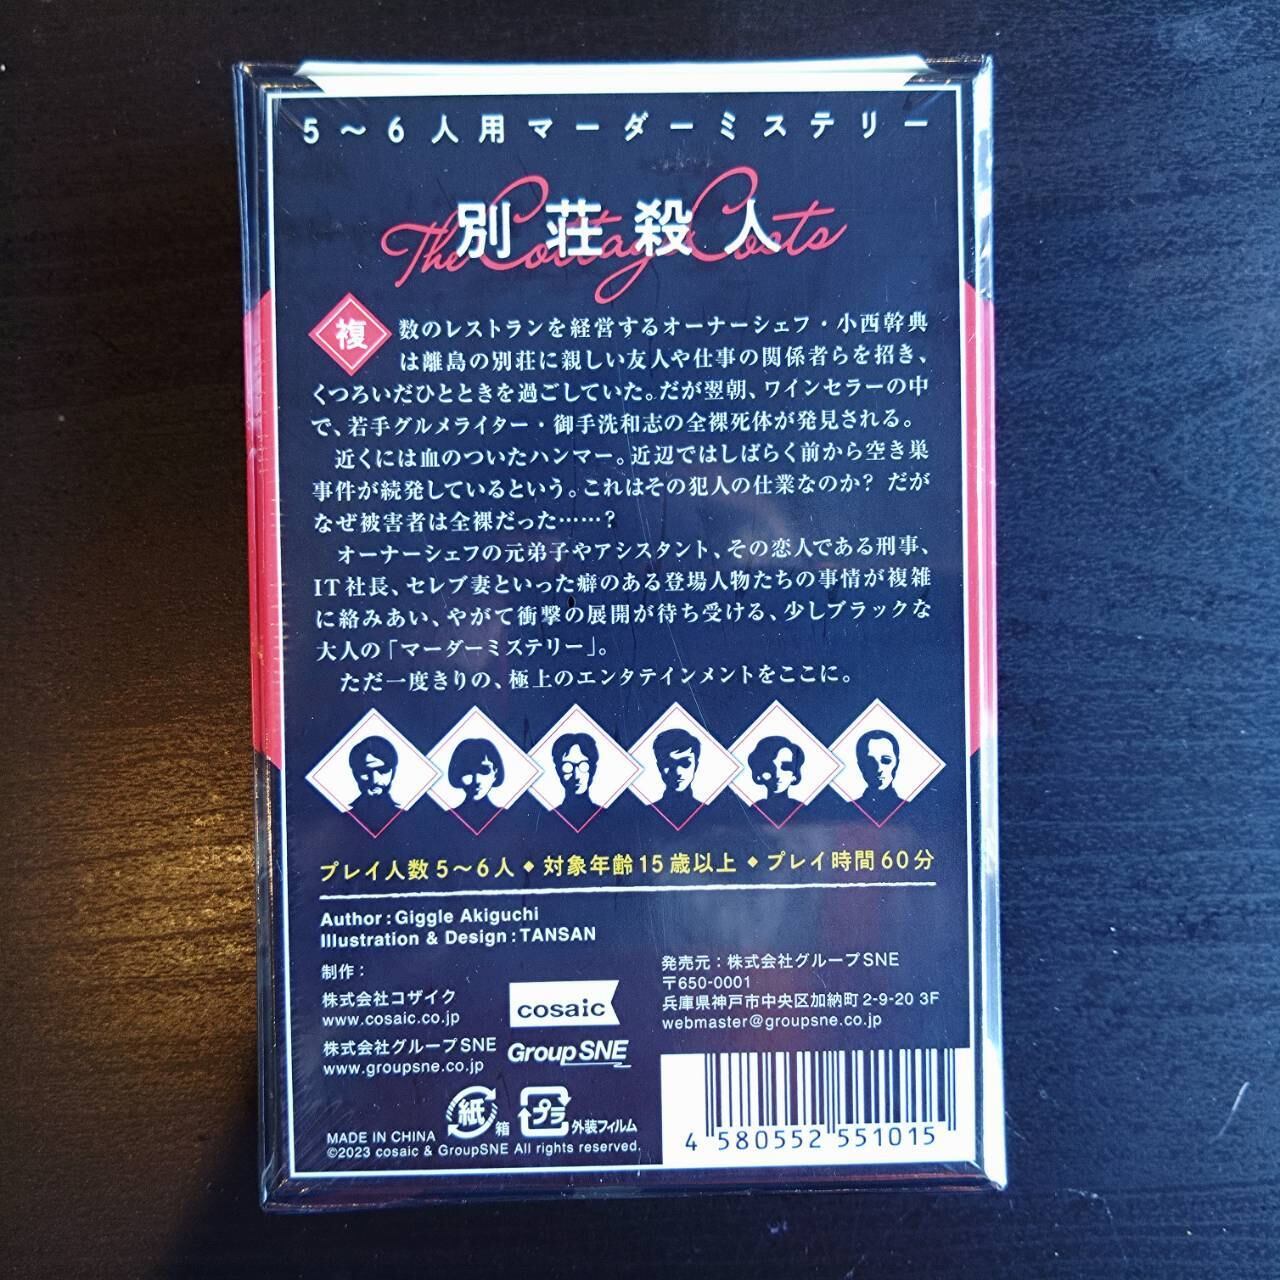 5〜6人用マーダーミステリー
別荘殺人
The Cottage Coats
複数のレストランを経営するオーナーシェフ・小西幹典
は離島の別荘に親しい友人や仕事の関係者らを招き、
くつろいだひとときを過ごしていた。だが翌朝、ワインセラーの中
で、若手グルメライター・御手洗和志の全裸死体が発見される。
近くには血のついたハンマー。近辺ではしばらく前から空き巣
事件が続発しているという。これはその犯人の仕業なのか? だが
なぜ被害者は全裸だった……?
オーナーシェフの元弟子やアシスタント、その恋人である刑事、
IT社長、セレブ妻といった癖のある登場人物たちの事情が複雑
に絡みあい、やがて衝撃の展開が待ち受ける、少しブラックな
大人の「マーダーミステリー」。
ただ一度きりの、極上のエンタテインメントをここに。
プレイ人数5〜6人◆対象年齢15歳以上◆プレイ時間60分
Author:Giggle Akiguchi
Illustration & Design:TANSAN
制作:
株式会社コザイク
www.cosaic.co.jp
cosaic
株式会社グループSNE
www.groupsne.co.jp
Group SNE
発売元:株式会社グループSNE
〒650-0001
兵庫県神戸市中央区加納町2-9-20 3F
webmaster@groupsne.co.jp
紙
箱
プラ
外装フィルム
MADE IN CHINA
©2023 cosaic & GroupSNE All rights reserved.
4 580552 551015